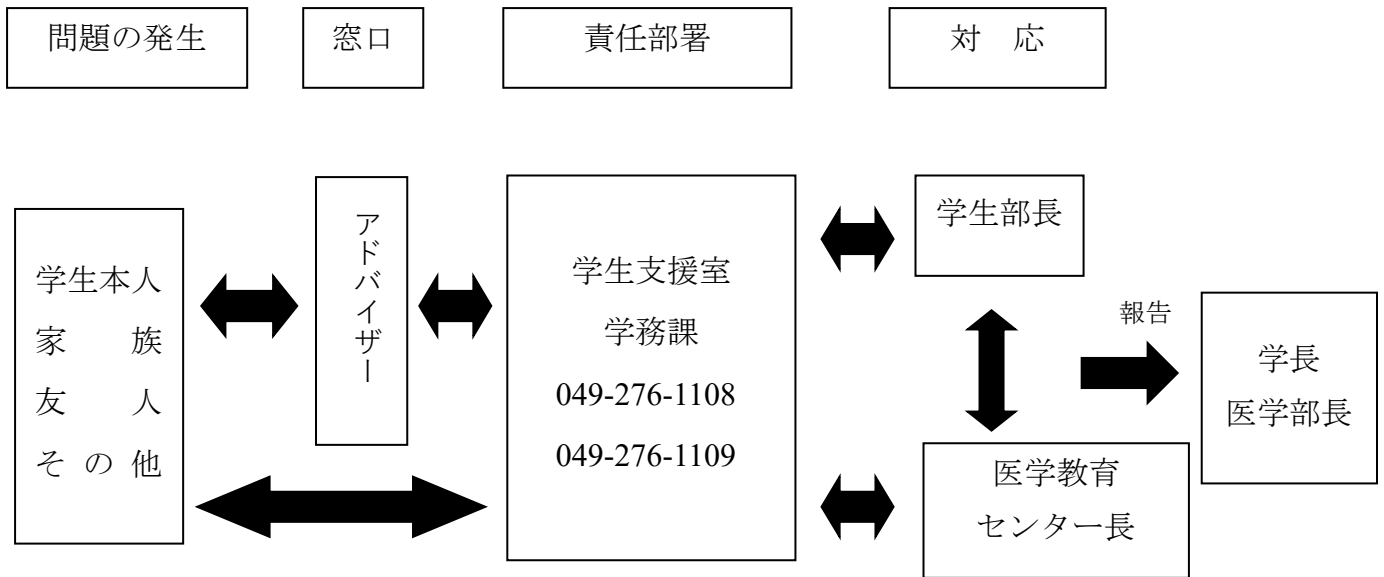 問題の発生
窓口
責任部署
対　応
学生本人
家　　族
友　　人
そ の 他
アドバイザー
学生支援室
学務課
049-276-1108
049-276-1109
学生部長
医学教育
センター長
報告
学長
医学部長